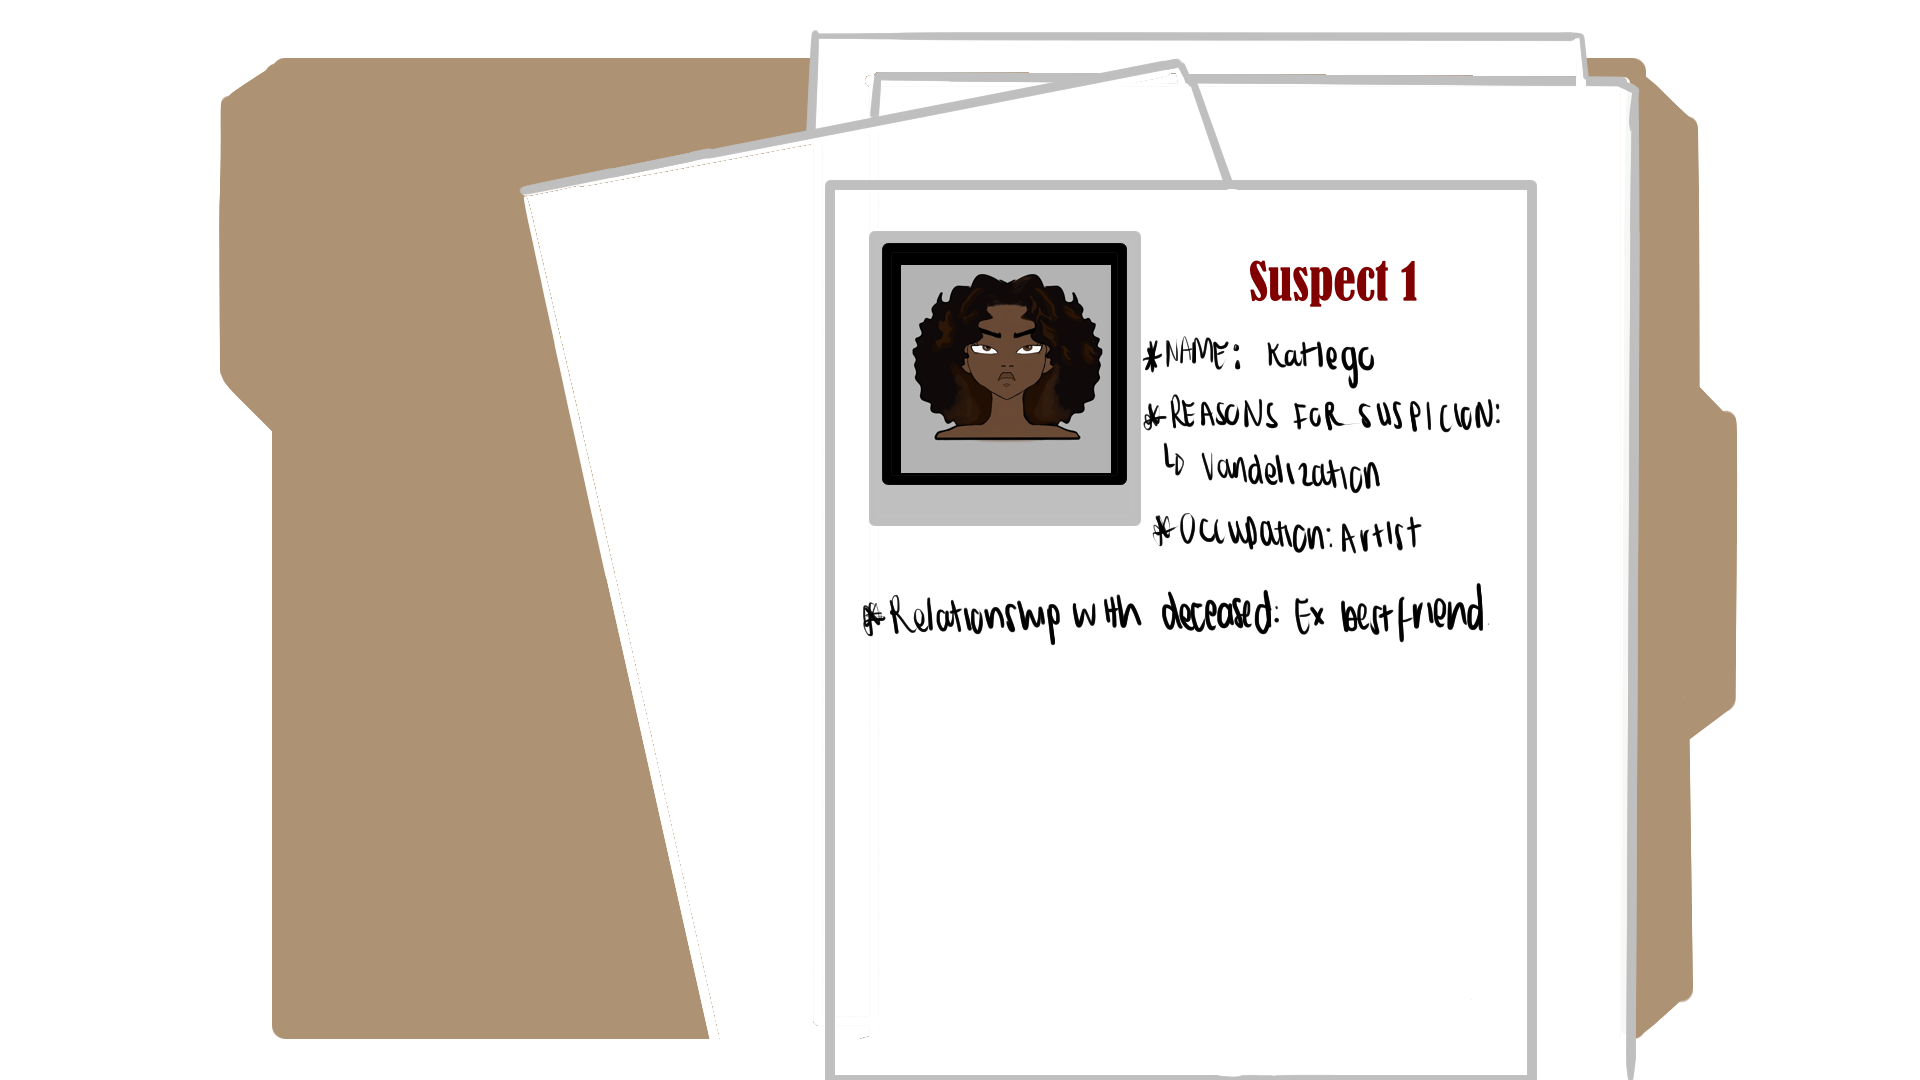 Suspect 1
*NAME: Katlego
*REASONS FOR SUSPICION:
↳ Vandelization
*Occupation: Artist
*Relationship with deceased: Ex bestfriend